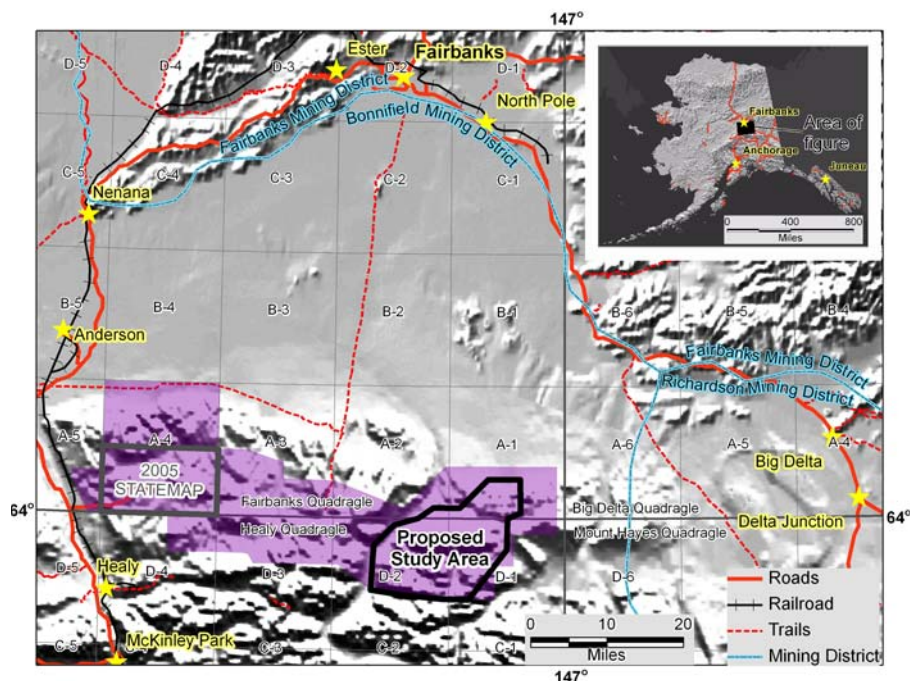 147°
Ester
Fairbanks
D-5
D-4
D-3
D-2
D-1
North Pole
Fairbanks Mining District
Bonnifield Mining District
Fairbanks
Area of
figure
Anchorage
Juneau
0 400 800
Miles
C-5
C-4
C-3
C-2
C-1
Nenana
B-5
B-4
B-3
B-2
B-1
B-6
B-5
B-4
Anderson
Fairbanks Mining District
Richardson Mining District
A-5
A-4
A-3
A-2
A-1
A-6
A-5
A-4
Big Delta
2005
STATEMAP
Fairbanks Quadragle
Big Delta Quadragle
Delta Junction
64°
64°
Healy Quadragle
Mount Hayes Quadragle
Proposed
Study Area
D-5
D-4
D-3
D-2
D-1
D-6
Healy
McKinley Park
C-5
C-4
C-3
C-2
C-1
0 10 20
Miles
Roads
Railroad
Trails
Mining District
147°